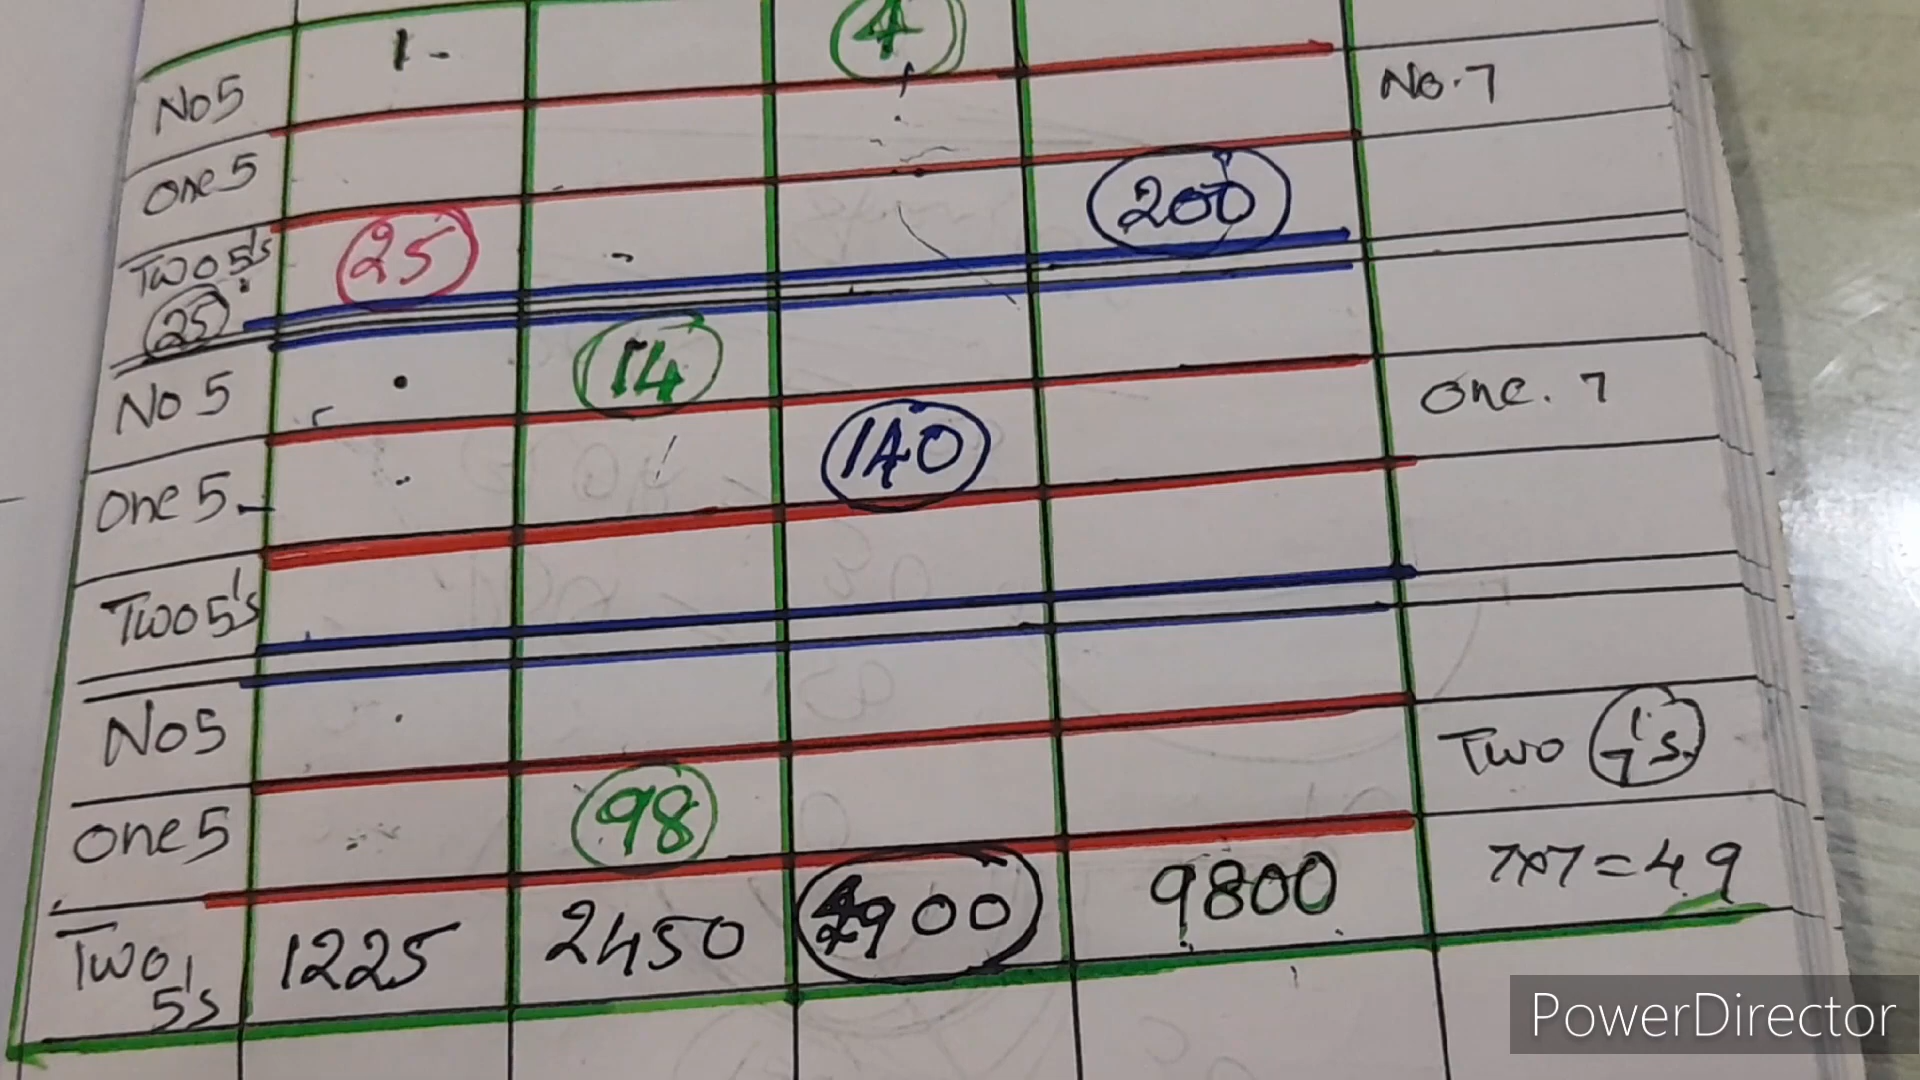 No5 1 4
No.7
One 5
Two 5's 25 200
25
No 5 14
One. 7
One 5 140
Two 5's
No5
Two 7's
One 5 98
7x7=49
Two 5's 1225 2450 4900 9800
PowerDirector